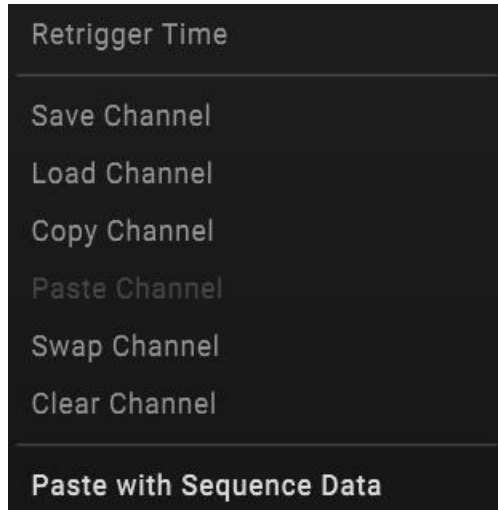 Retrigger Time
Save Channel
Load Channel
Copy Channel
Paste Channel
Swap Channel
Clear Channel
Paste with Sequence Data